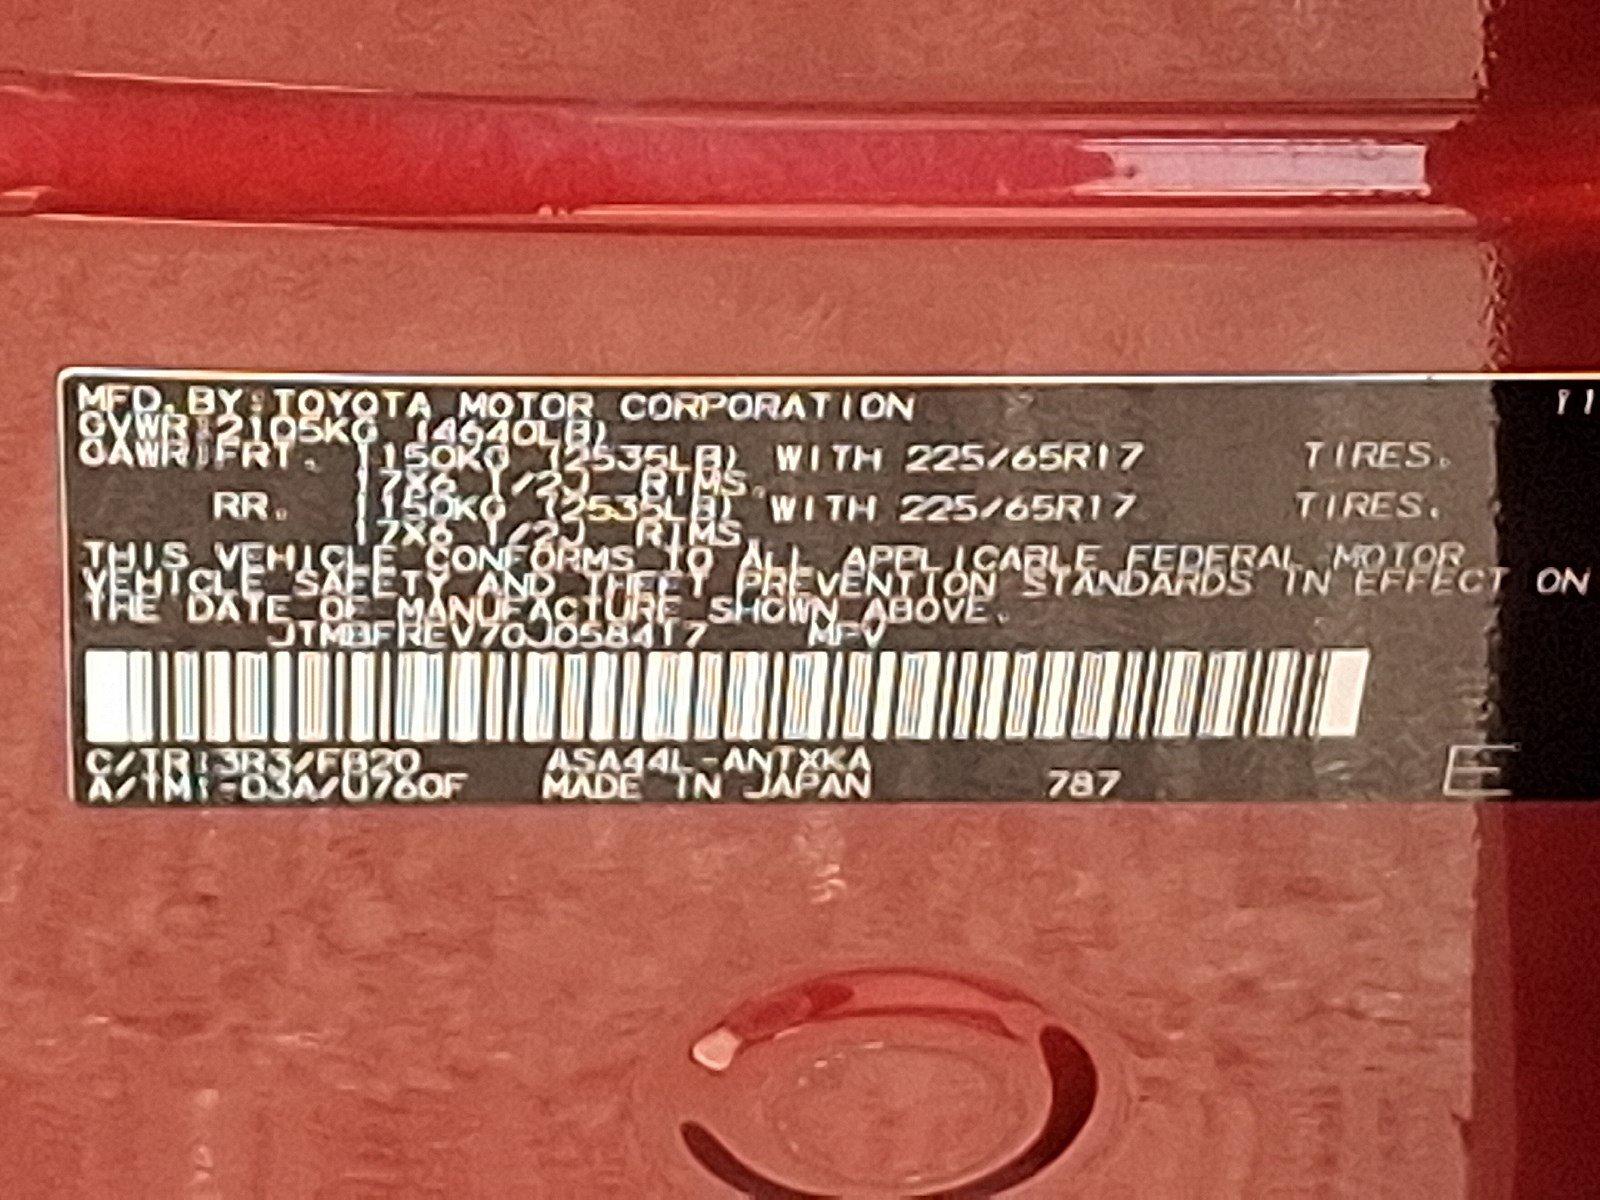 MFD. BY: TOYOTA MOTOR CORPORATION 11
GVWR: 2105KG (4640LB)
GAWR: FRT. 1150KG (2535LB) WITH 225/65R17 TIRES.
17X6 1/2J RIMS.
RR. 1150KG (2535LB) WITH 225/65R17 TIRES.
17X6 1/2J RIMS.
THIS VEHICLE CONFORMS TO ALL APPLICABLE FEDERAL MOTOR
VEHICLE SAFETY AND THEFT PREVENTION STANDARDS IN EFFECT ON
THE DATE OF MANUFACTURE SHOWN ABOVE.
JTMBFREV70J058417 MPV
C/TR: 3R3/FB20 ASA44L-ANTXKA
A/TM: -03A/U760F MADE IN JAPAN 787 E